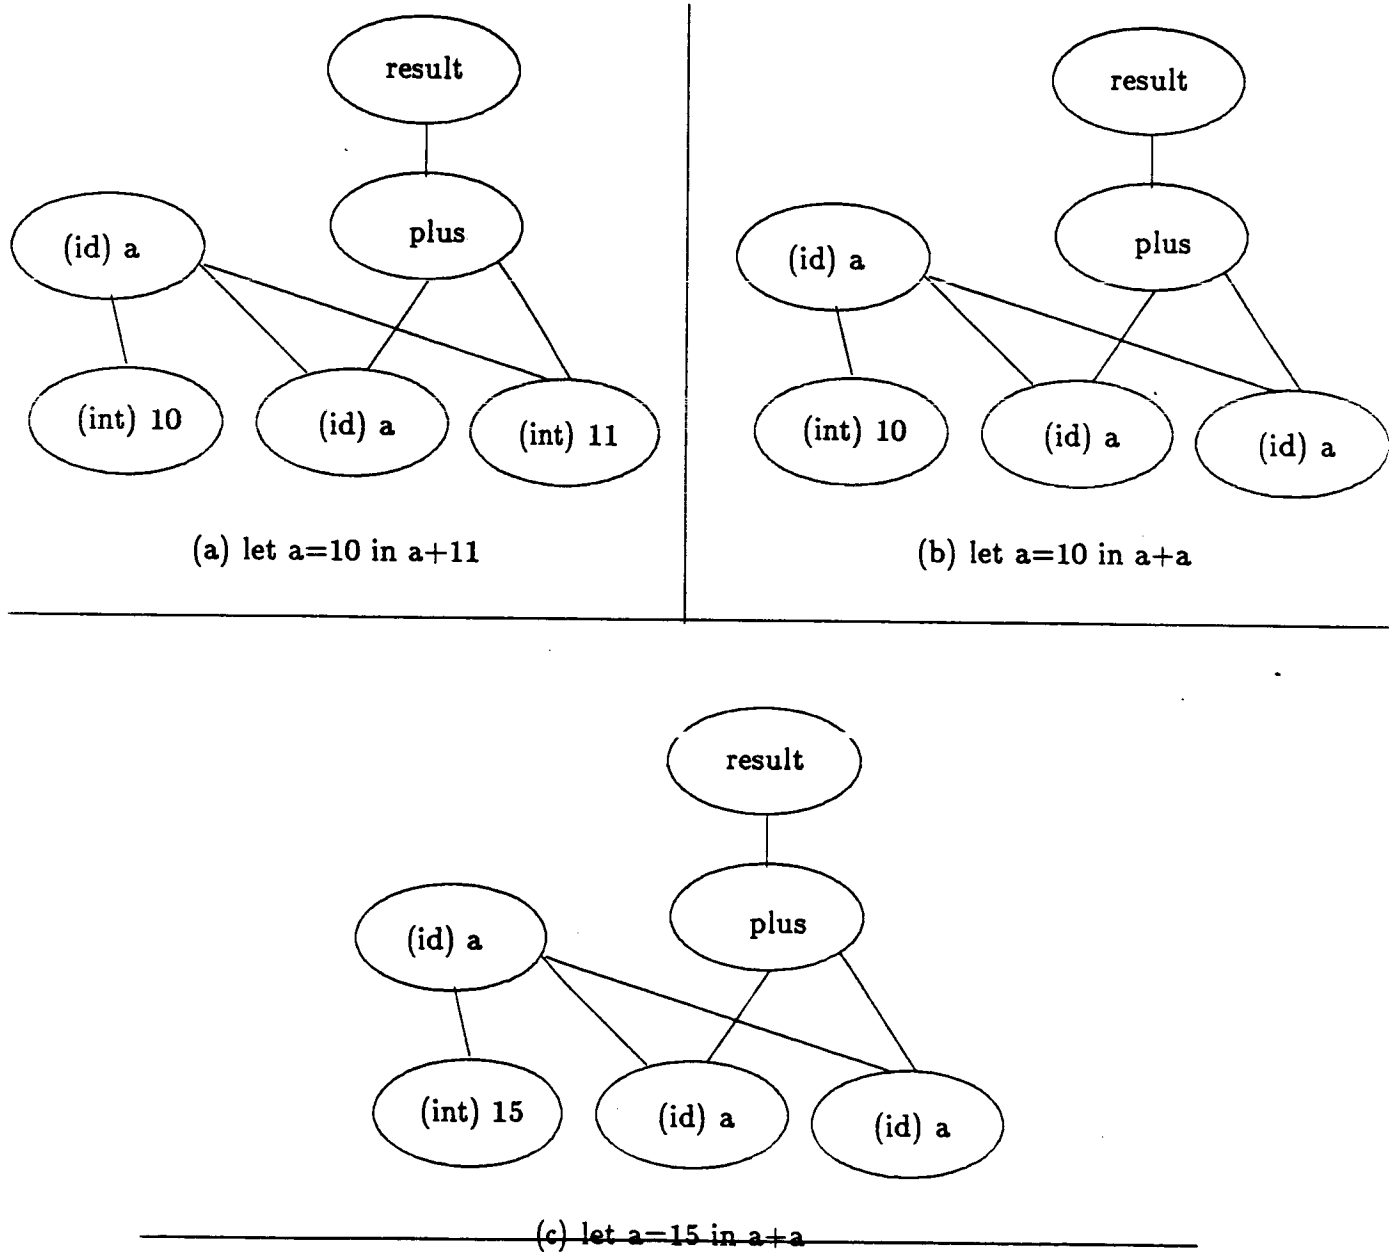 result
plus
(id) a
(int) 10
(id) a
(int) 11
(a) let a=10 in a+11
result
plus
(id) a
(int) 10
(id) a
(id) a
(b) let a=10 in a+a
result
plus
(id) a
(int) 15
(id) a
(id) a
(c) let a=15 in a+a